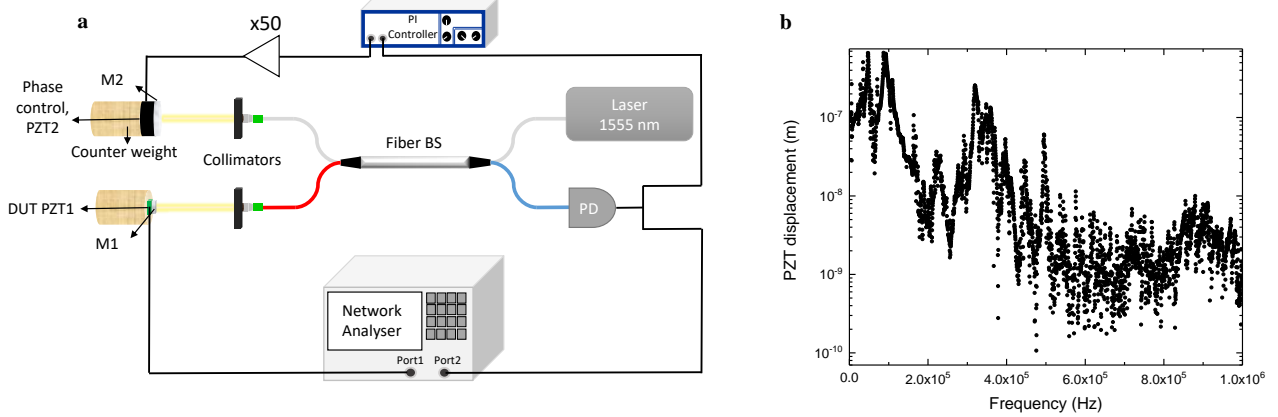 a
x50
PI
Controller
M2
Phase
control,
PZT2
Counter weight
Collimators
Fiber BS
Laser
1555 nm
DUT PZT1
M1
PD
Network
Analyser
Port1 Port2
b
PZT displacement (m)
10⁻⁷
10⁻⁸
10⁻⁹
10⁻¹⁰
0.0 2.0x10⁵ 4.0x10⁵ 6.0x10⁵ 8.0x10⁵ 1.0x10⁶
Frequency (Hz)